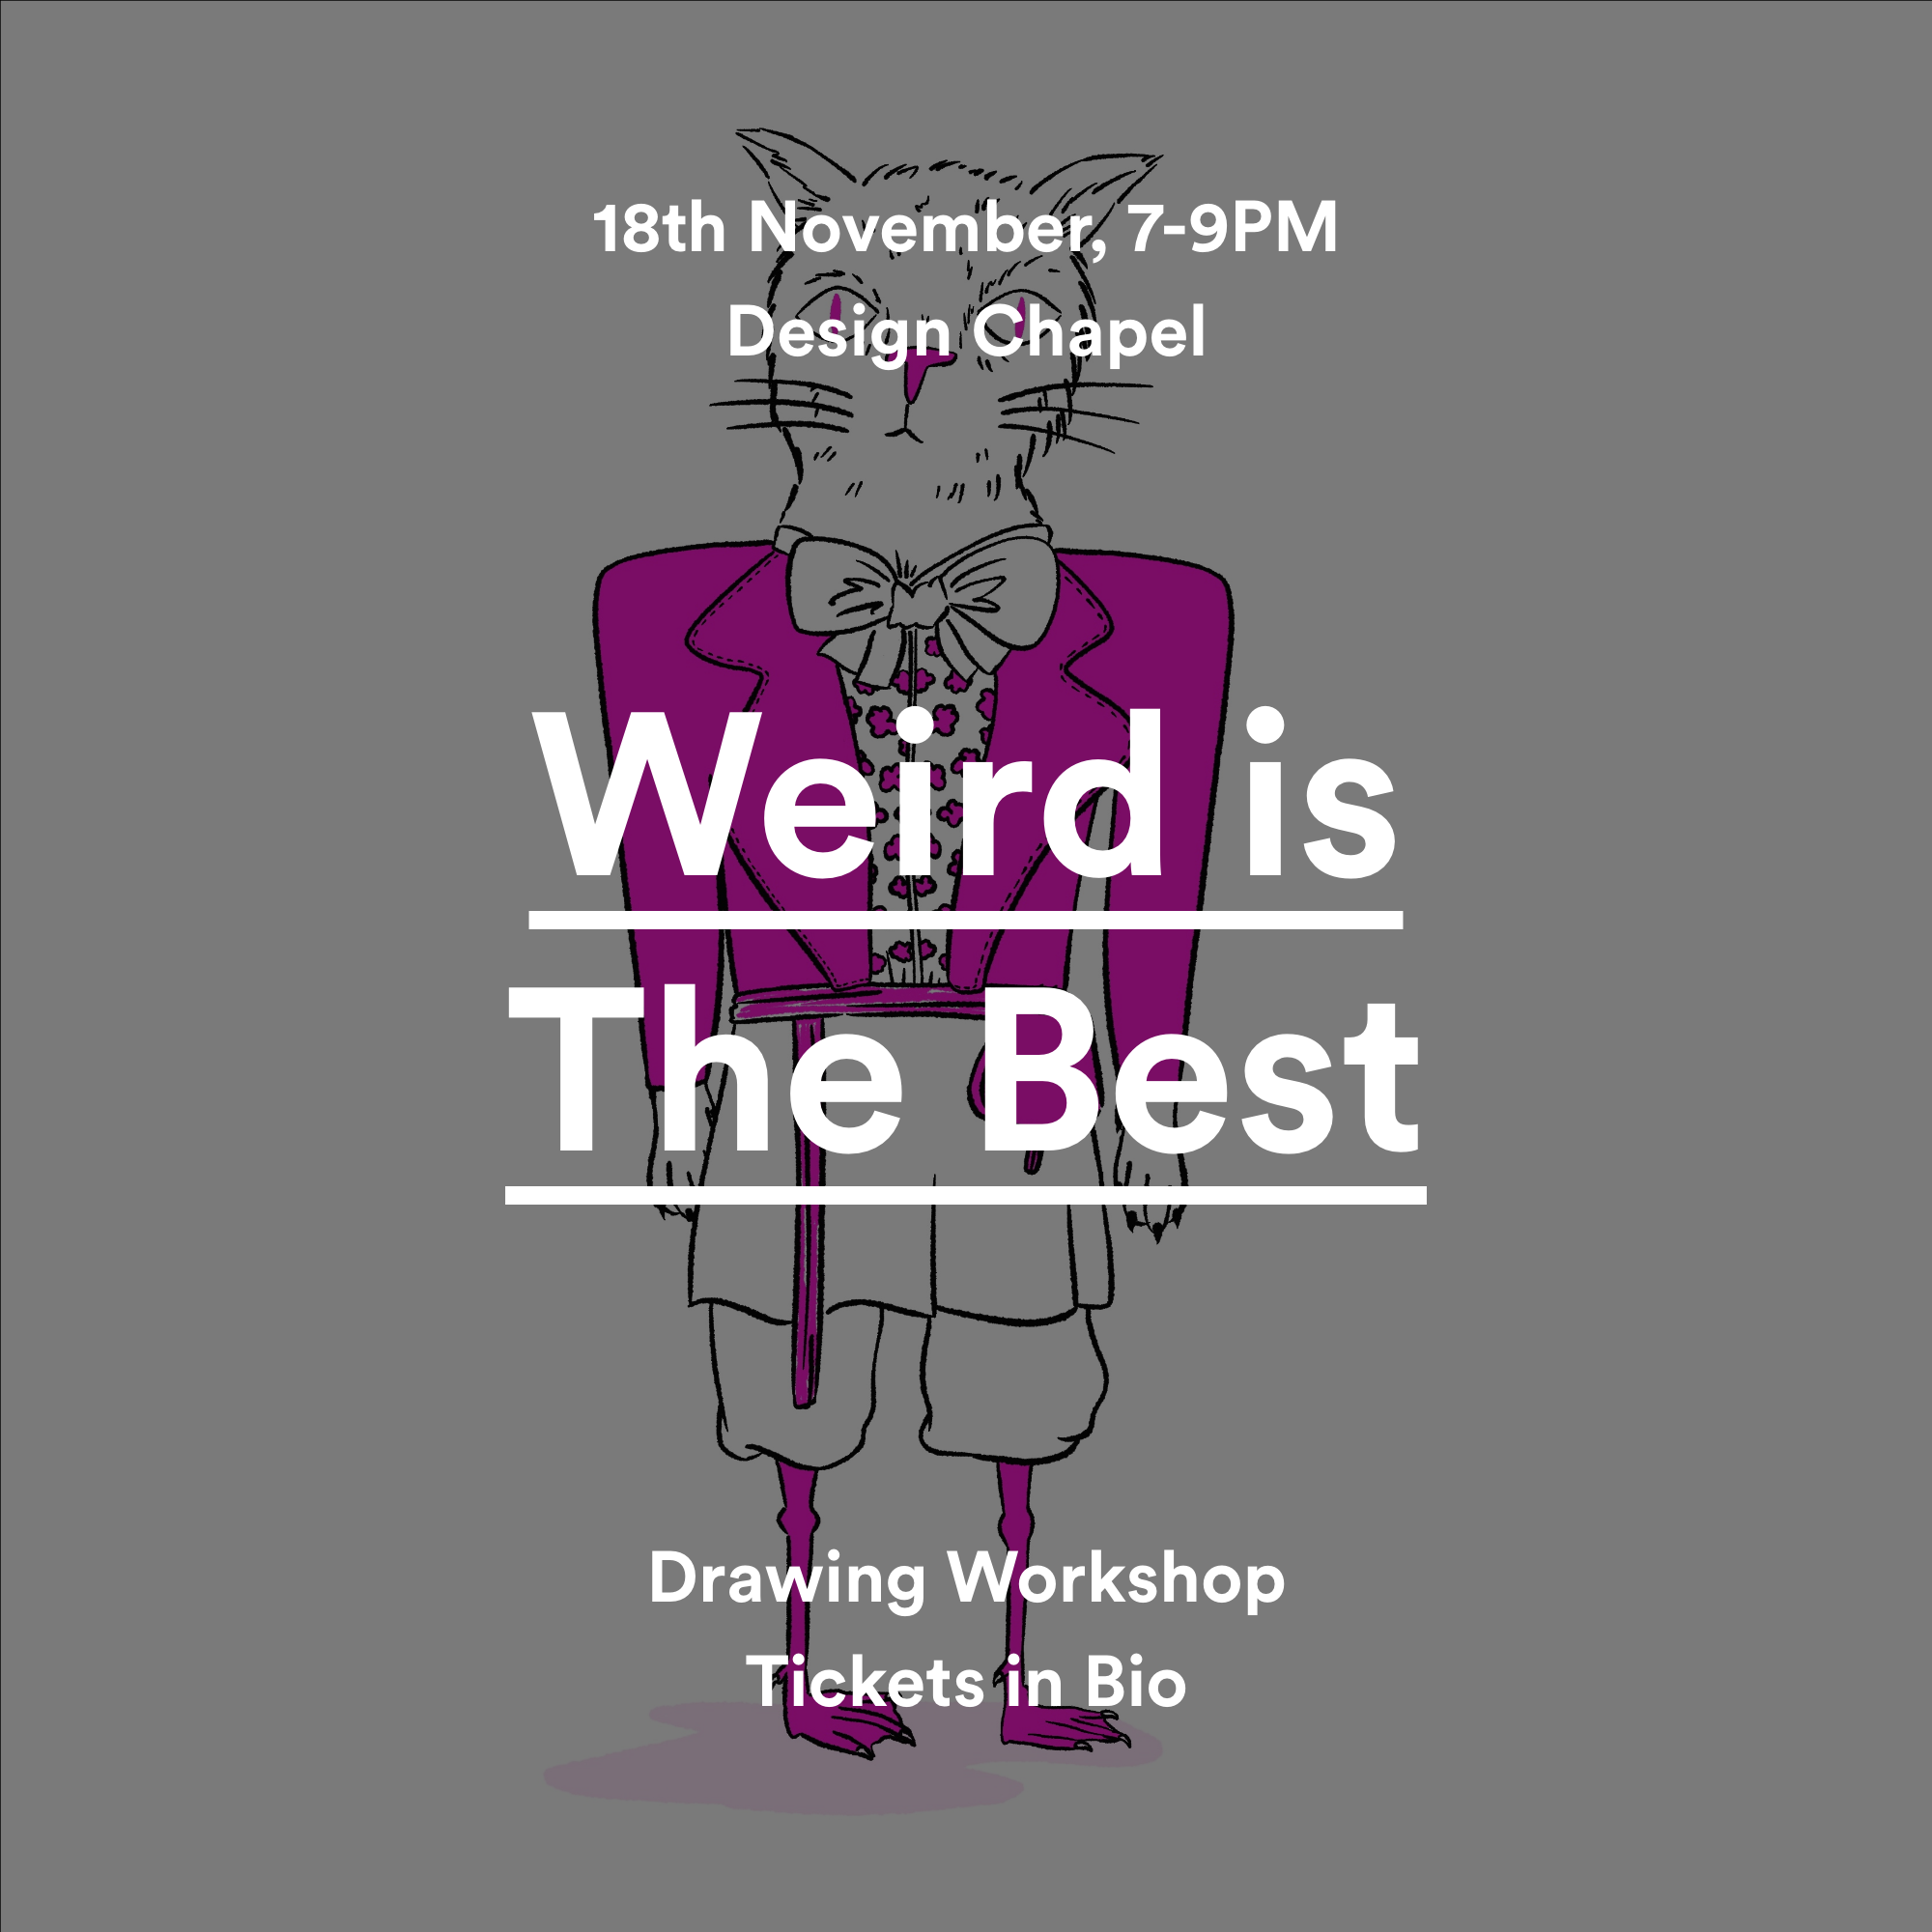 18th November, 7-9PM
Design Chapel
Weird is
The Best
Drawing Workshop
Tickets in Bio